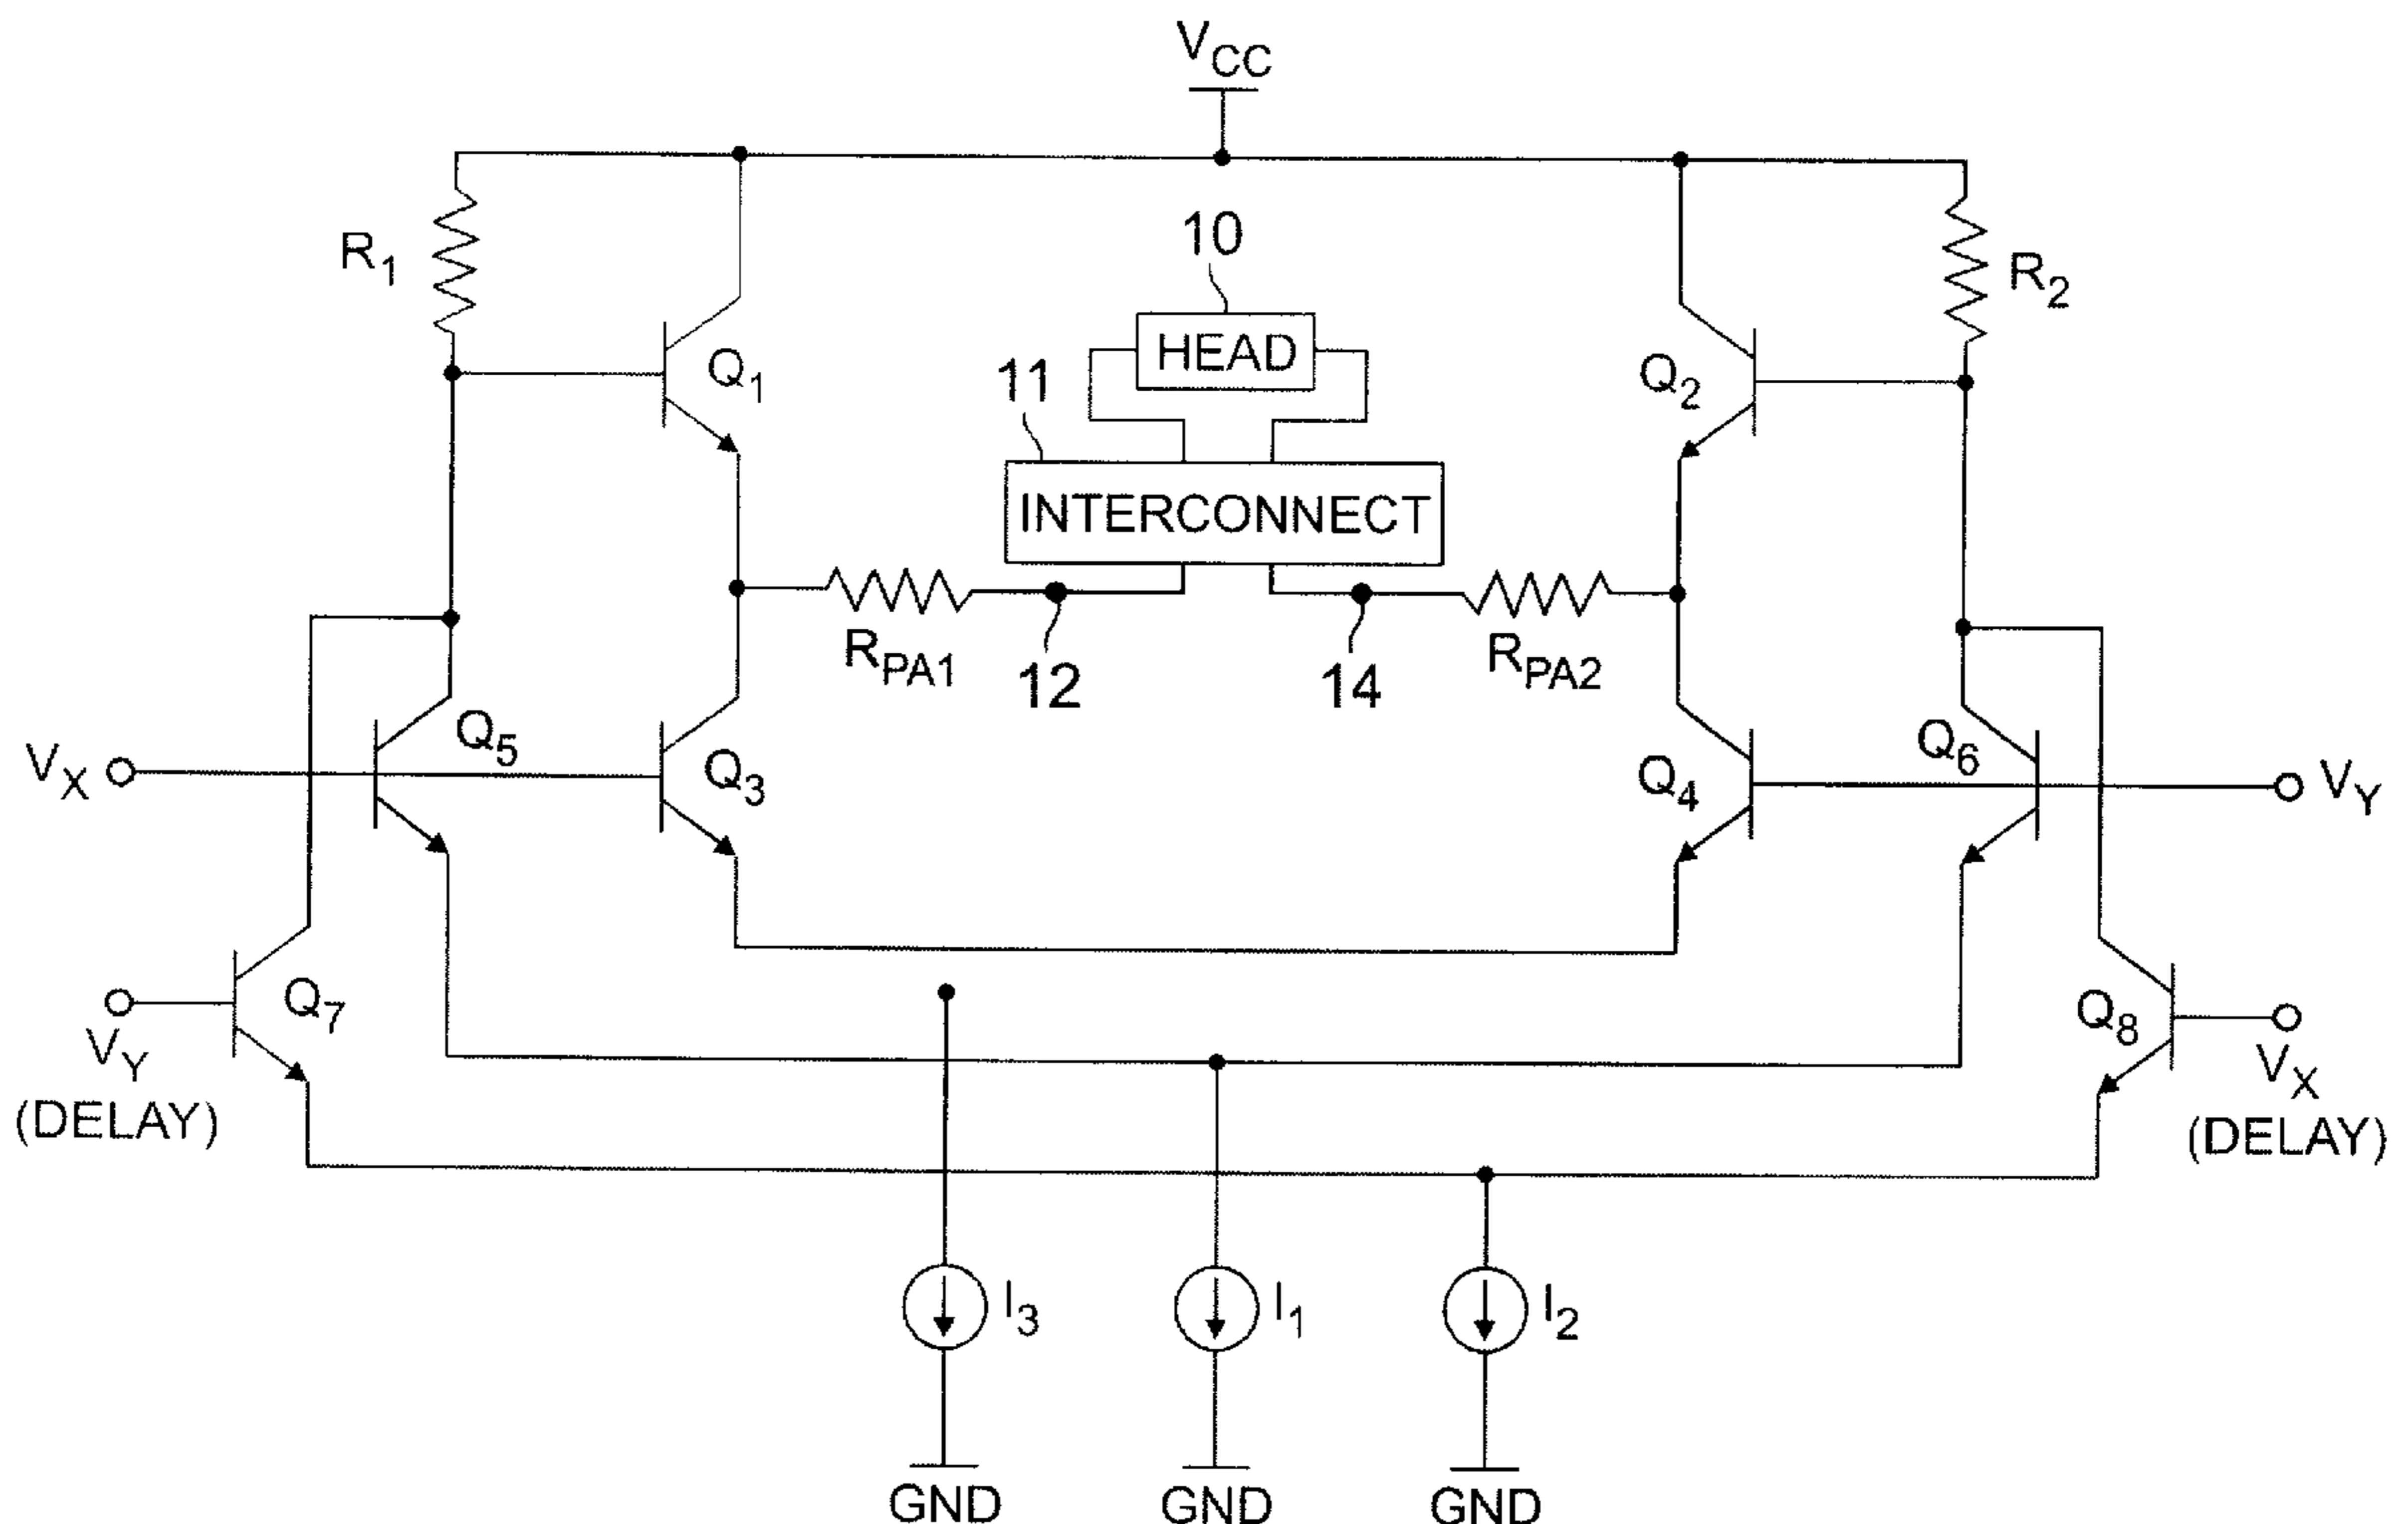 VCC
10
R1
R2
HEAD
Q1
11
Q2
INTERCONNECT
RPA1
12
14
RPA2
Q5
Q3
Q4
Q6
VX
VY
Q7
Q8
VY
(DELAY)
VX
(DELAY)
I3
I1
I2
GND
GND
GND